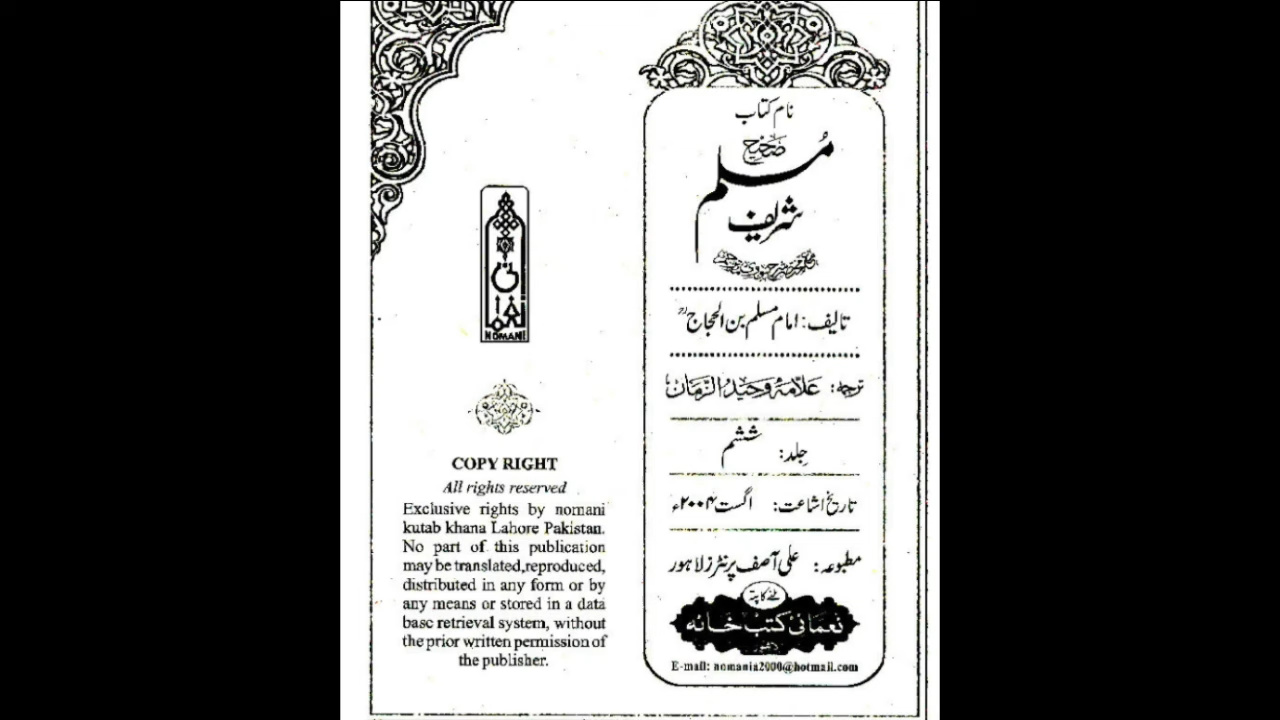 نام کتاب
صحیح
مسلم
شریف
تالیف: امام مسلم بن الحجاجؒ
ترجمہ: علامہ وحید الزمان
جلد: ششم
تاریخ اشاعت: اگست ۲۰۰۴ء
مطبوعہ: علی آصف پرنٹرز لاہور
ملنے کا پتہ
نعمانی کتب خانہ
لاہور
E-mail: nomania2000@hotmail.com
نعمانی
NOMANI
COPY RIGHT
All rights reserved
Exclusive rights by nomani
kutab khana Lahore Pakistan.
No part of this publication
may be translated,reproduced,
distributed in any form or by
any means or stored in a data
base retrieval system, without
the prior written permission of
the publisher.